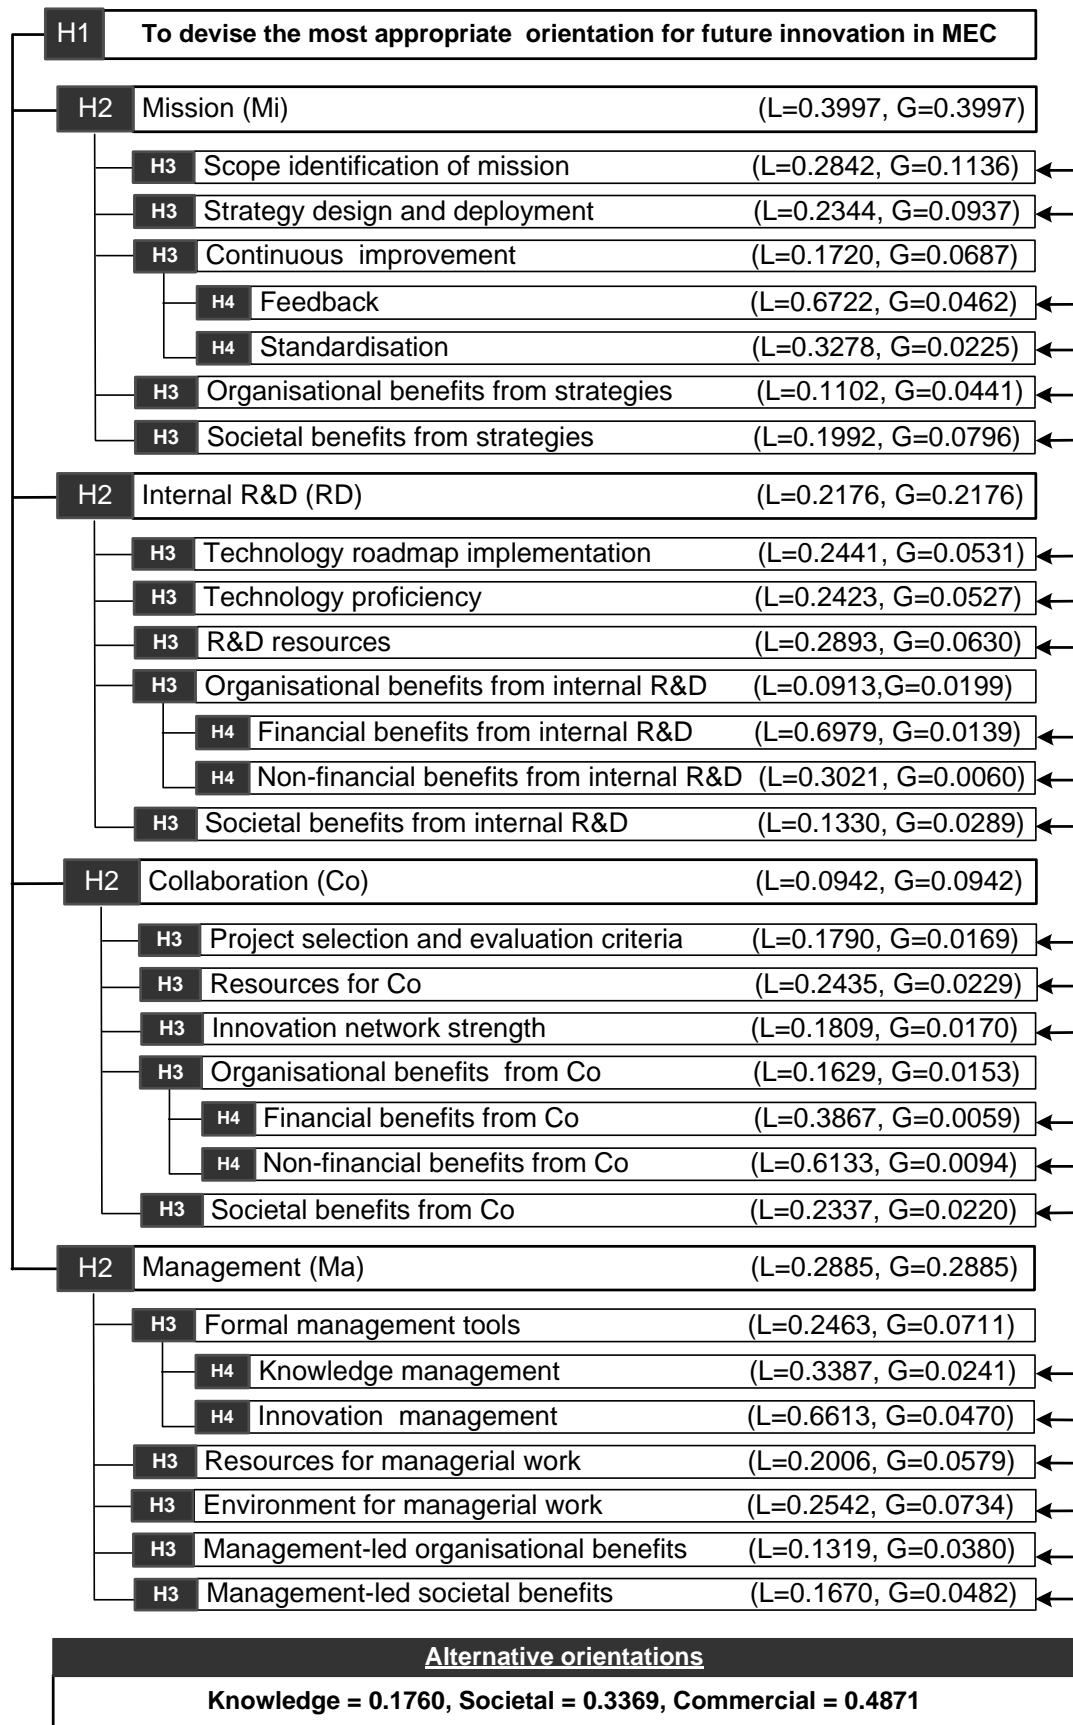 H1 To devise the most appropriate orientation for future innovation in MEC
H2 Mission (Mi) (L=0.3997, G=0.3997)
H3 Scope identification of mission (L=0.2842, G=0.1136)
H3 Strategy design and deployment (L=0.2344, G=0.0937)
H3 Continuous improvement (L=0.1720, G=0.0687)
H4 Feedback (L=0.6722, G=0.0462)
H4 Standardisation (L=0.3278, G=0.0225)
H3 Organisational benefits from strategies (L=0.1102, G=0.0441)
H3 Societal benefits from strategies (L=0.1992, G=0.0796)
H2 Internal R&D (RD) (L=0.2176, G=0.2176)
H3 Technology roadmap implementation (L=0.2441, G=0.0531)
H3 Technology proficiency (L=0.2423, G=0.0527)
H3 R&D resources (L=0.2893, G=0.0630)
H3 Organisational benefits from internal R&D (L=0.0913,G=0.0199)
H4 Financial benefits from internal R&D (L=0.6979, G=0.0139)
H4 Non-financial benefits from internal R&D (L=0.3021, G=0.0060)
H3 Societal benefits from internal R&D (L=0.1330, G=0.0289)
H2 Collaboration (Co) (L=0.0942, G=0.0942)
H3 Project selection and evaluation criteria (L=0.1790, G=0.0169)
H3 Resources for Co (L=0.2435, G=0.0229)
H3 Innovation network strength (L=0.1809, G=0.0170)
H3 Organisational benefits from Co (L=0.1629, G=0.0153)
H4 Financial benefits from Co (L=0.3867, G=0.0059)
H4 Non-financial benefits from Co (L=0.6133, G=0.0094)
H3 Societal benefits from Co (L=0.2337, G=0.0220)
H2 Management (Ma) (L=0.2885, G=0.2885)
H3 Formal management tools (L=0.2463, G=0.0711)
H4 Knowledge management (L=0.3387, G=0.0241)
H4 Innovation management (L=0.6613, G=0.0470)
H3 Resources for managerial work (L=0.2006, G=0.0579)
H3 Environment for managerial work (L=0.2542, G=0.0734)
H3 Management-led organisational benefits (L=0.1319, G=0.0380)
H3 Management-led societal benefits (L=0.1670, G=0.0482)
Alternative orientations
Knowledge = 0.1760, Societal = 0.3369, Commercial = 0.4871